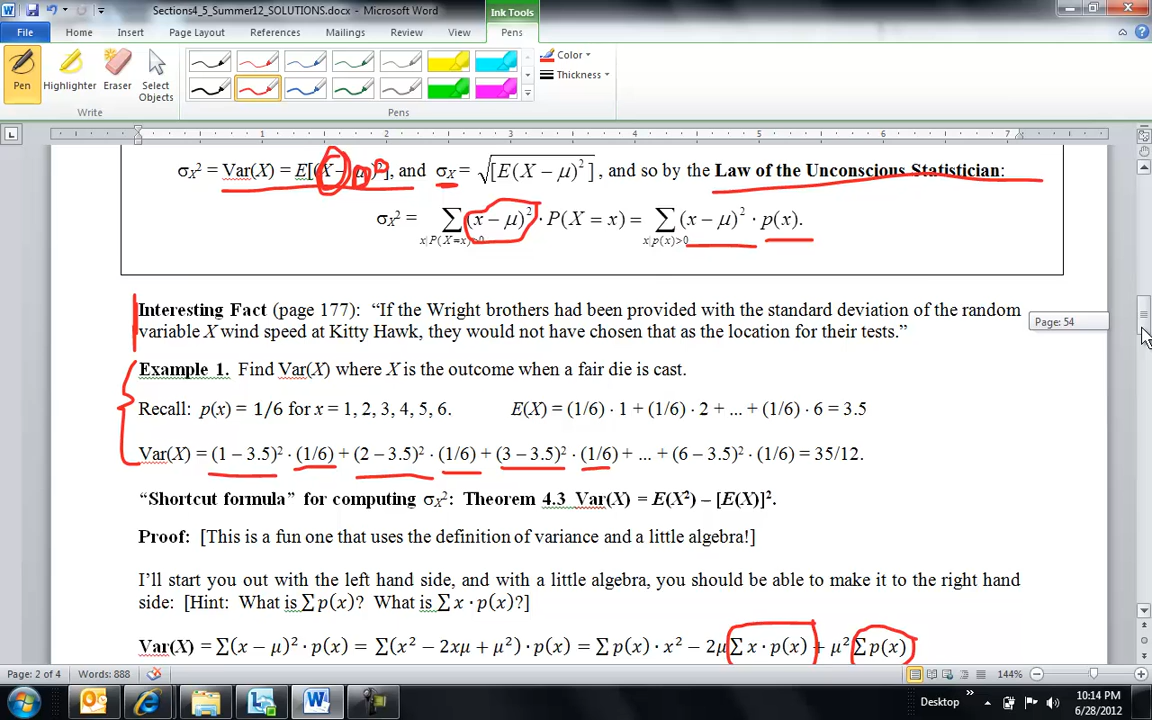 Sections4_5_Summer12_SOLUTIONS.docx - Microsoft Word
Ink Tools
File Home Insert Page Layout References Mailings Review View Pens
Pen Highlighter Eraser Select Objects
Color
Thickness
Write Pens
1 2 3 4 5 6 7
σX² = Var(X) = E[(X – μ)²], and σX = √[E(X − μ)²], and so by the Law of the Unconscious Statistician:
σX² = ∑ (x − μ)² · P(X = x) = ∑ (x − μ)² · p(x).
x|P(X=x)>0 x|p(x)>0
Interesting Fact (page 177): “If the Wright brothers had been provided with the standard deviation of the random
variable X wind speed at Kitty Hawk, they would not have chosen that as the location for their tests.”
Page: 54
Example 1. Find Var(X) where X is the outcome when a fair die is cast.
Recall: p(x) = 1/6 for x = 1, 2, 3, 4, 5, 6. E(X) = (1/6) · 1 + (1/6) · 2 + ... + (1/6) · 6 = 3.5
Var(X) = (1 – 3.5)² · (1/6) + (2 – 3.5)² · (1/6) + (3 – 3.5)² · (1/6) + ... + (6 – 3.5)² · (1/6) = 35/12.
“Shortcut formula” for computing σX²: Theorem 4.3 Var(X) = E(X²) – [E(X)]².
Proof: [This is a fun one that uses the definition of variance and a little algebra!]
I’ll start you out with the left hand side, and with a little algebra, you should be able to make it to the right hand
side: [Hint: What is ∑ p(x)? What is ∑ x · p(x)?]
Var(X) = ∑(x − μ)² · p(x) = ∑(x² − 2xμ + μ²) · p(x) = ∑ p(x) · x² − 2μ∑ x · p(x) + μ² ∑ p(x)
Page: 2 of 4 Words: 888 144%
Desktop 10:14 PM
6/28/2012